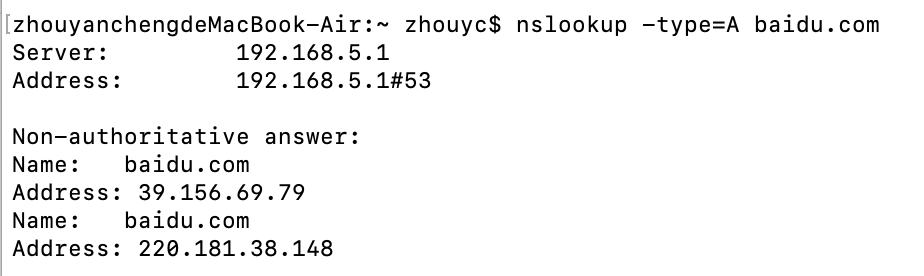 [zhouyanchengdeMacBook-Air:~ zhouyc$ nslookup -type=A baidu.com
Server:		192.168.5.1
Address:	192.168.5.1#53

Non-authoritative answer:
Name:	baidu.com
Address: 39.156.69.79
Name:	baidu.com
Address: 220.181.38.148